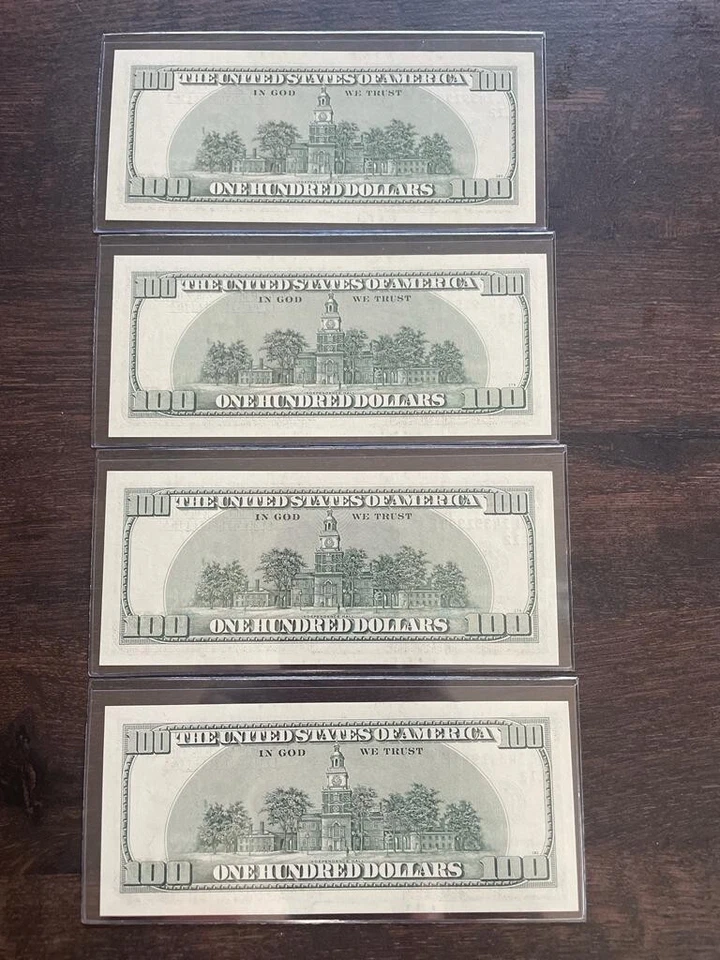 100 THE UNITED STATES OF AMERICA 100
IN GOD WE TRUST
100 ONE HUNDRED DOLLARS 100
100 THE UNITED STATES OF AMERICA 100
IN GOD WE TRUST
100 ONE HUNDRED DOLLARS 100
100 THE UNITED STATES OF AMERICA 100
IN GOD WE TRUST
100 ONE HUNDRED DOLLARS 100
100 THE UNITED STATES OF AMERICA 100
IN GOD WE TRUST
INDEPENDENCE HALL
100 ONE HUNDRED DOLLARS 100